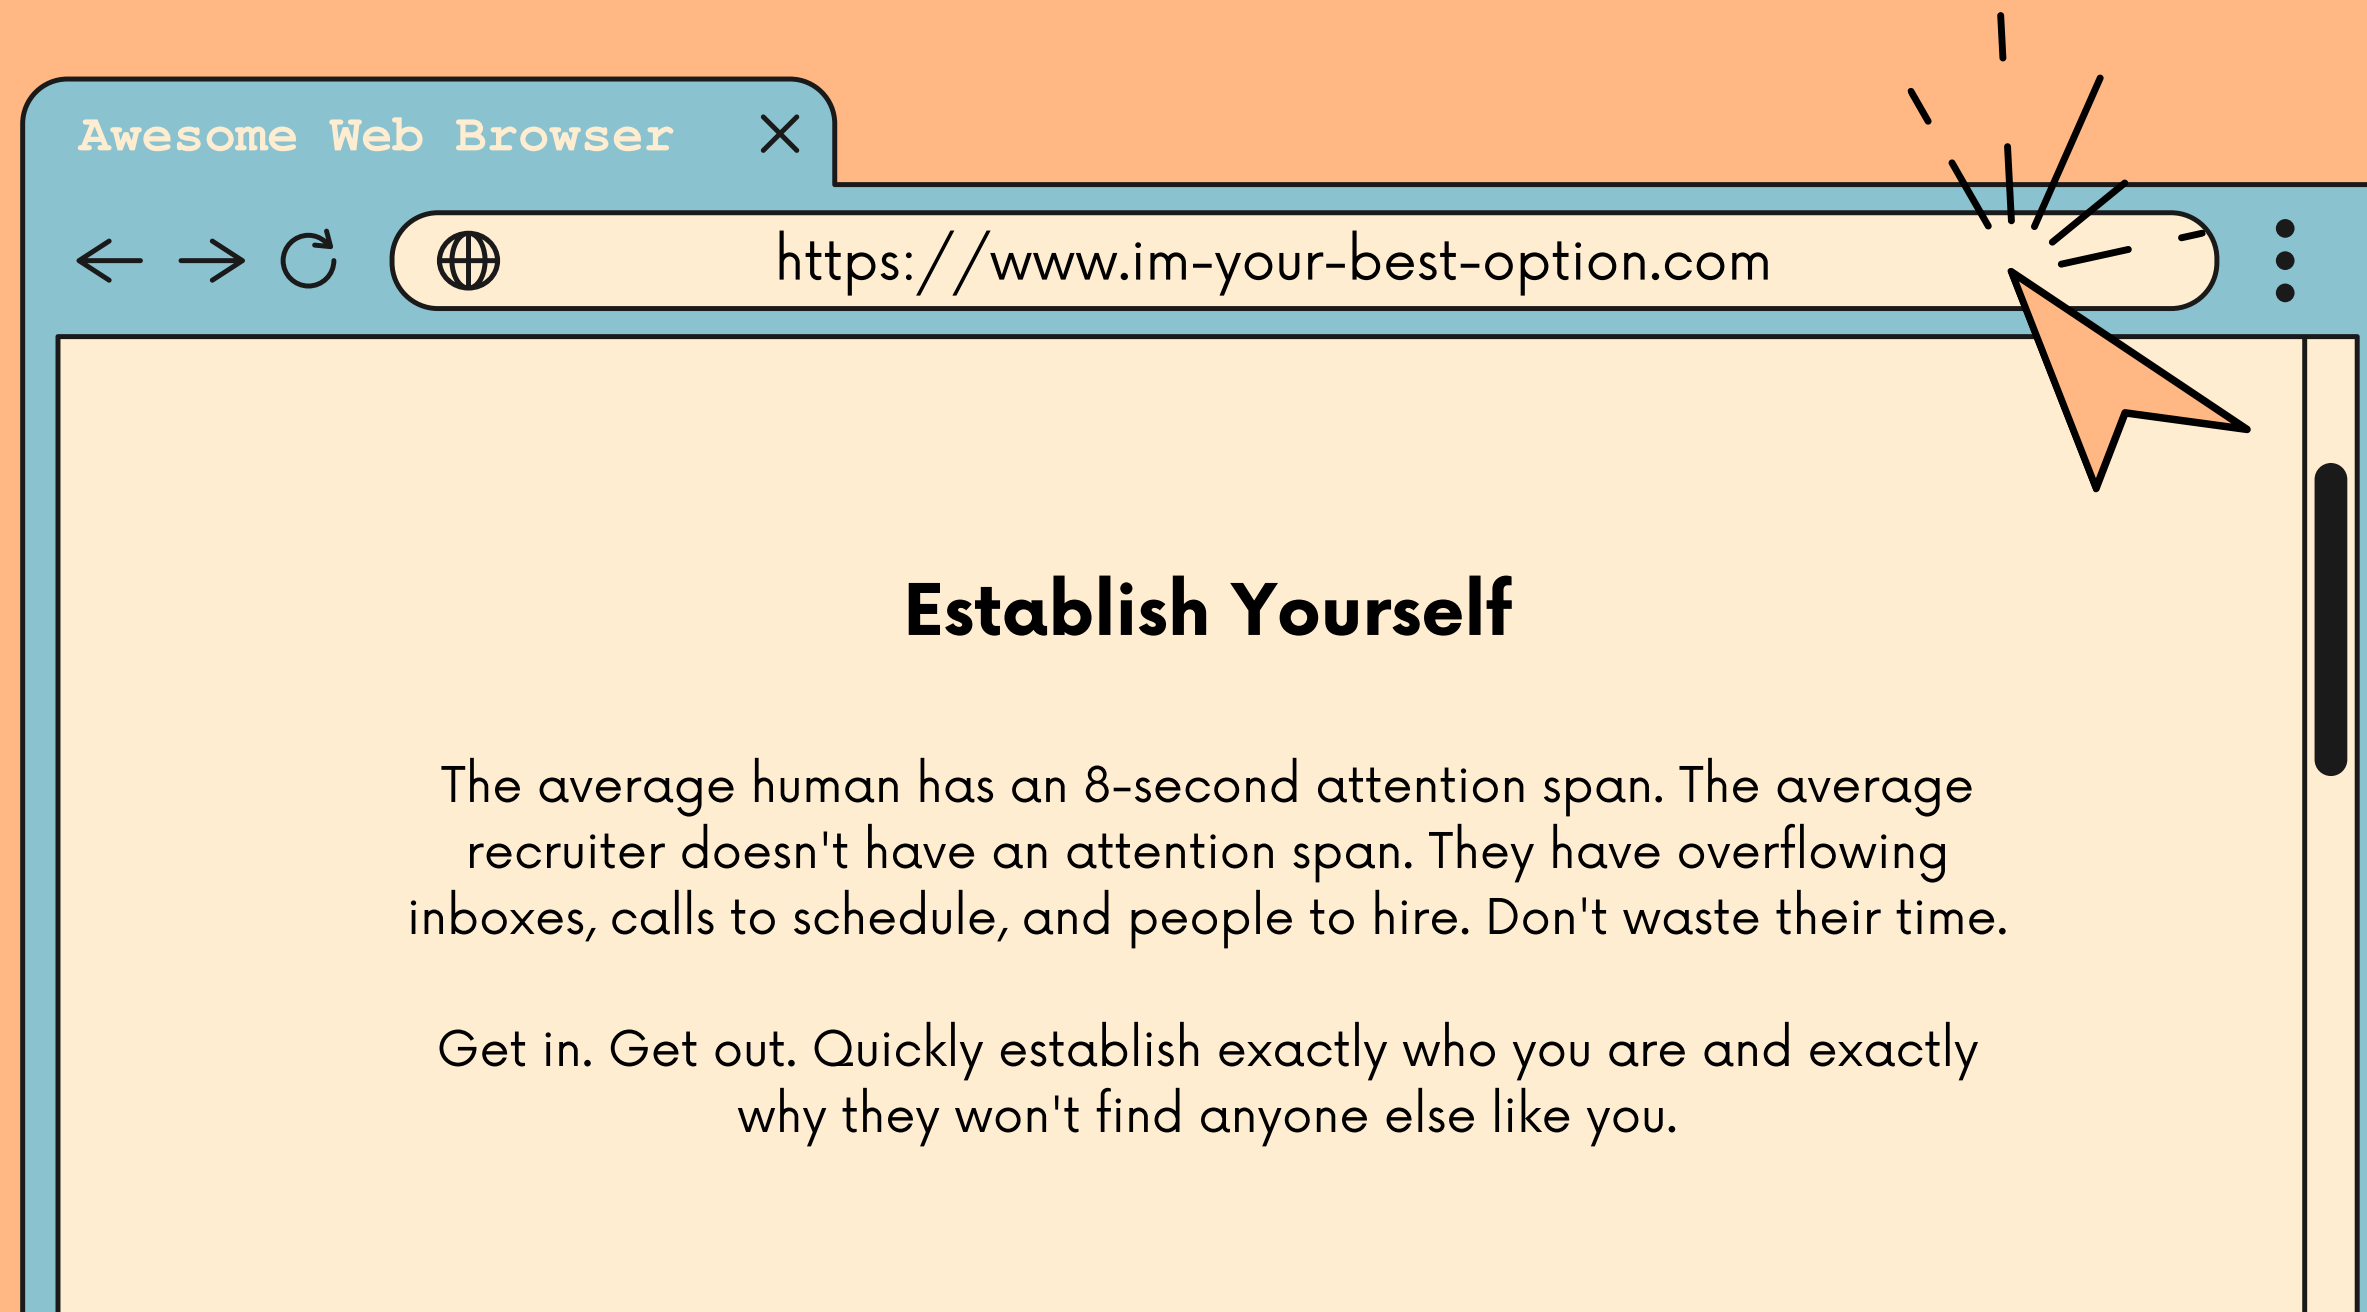 Awesome Web Browser
https://www.im-your-best-option.com
Establish Yourself
The average human has an 8-second attention span. The average
recruiter doesn't have an attention span. They have overflowing
inboxes, calls to schedule, and people to hire. Don't waste their time.
Get in. Get out. Quickly establish exactly who you are and exactly
why they won't find anyone else like you.